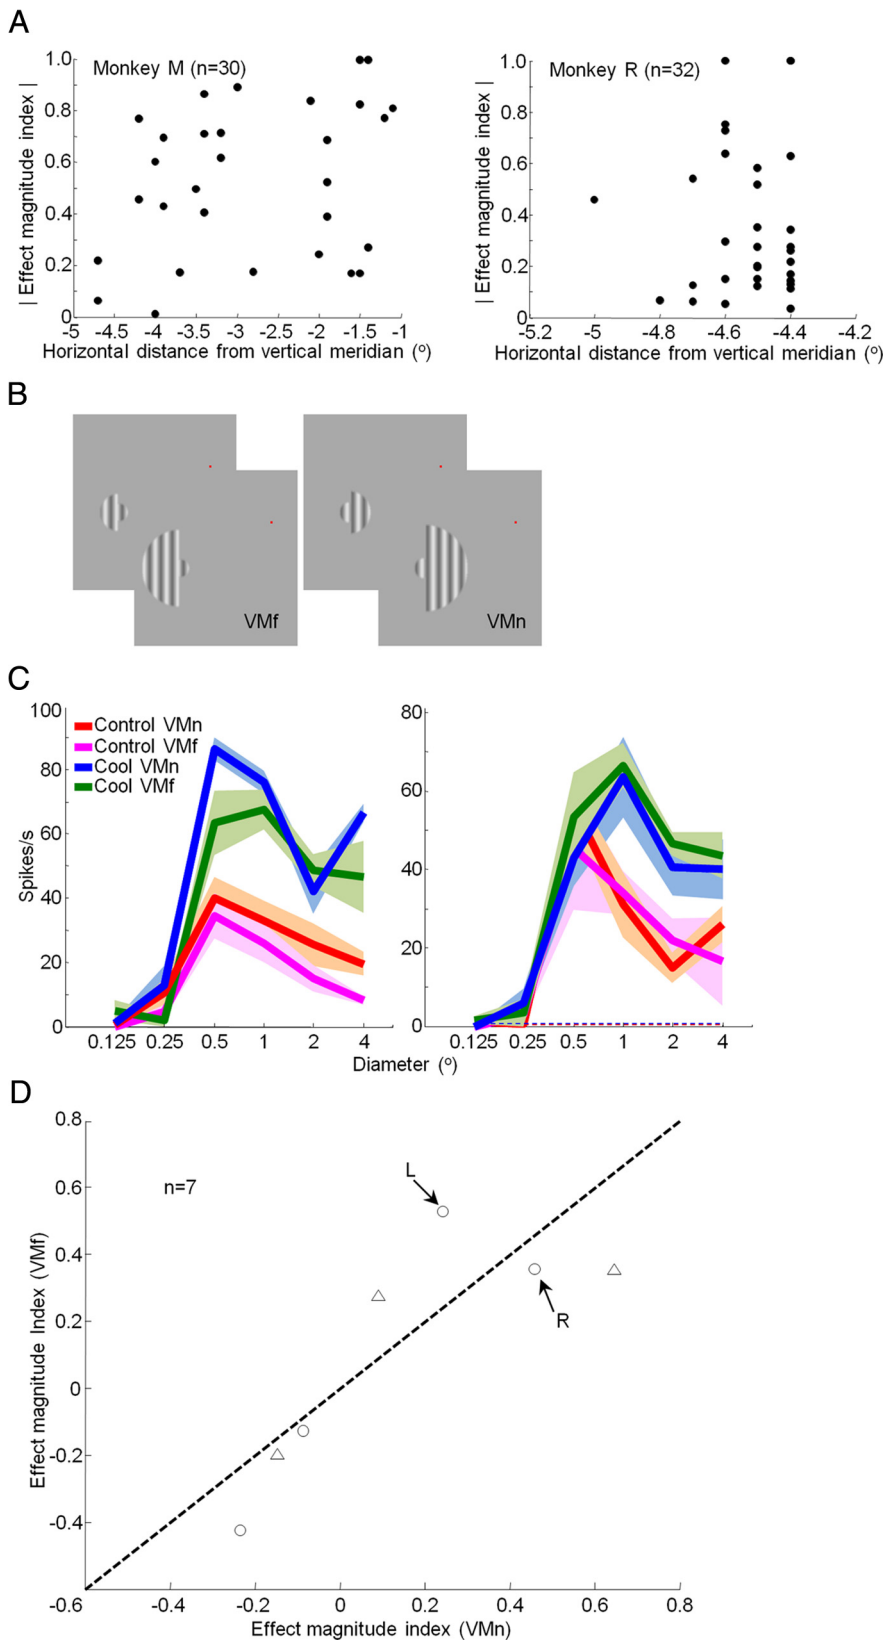 A
Monkey M (n=30)
| Effect magnitude index |
1.0
0.8
0.6
0.4
0.2
0
-5 -4.5 -4 -3.5 -3 -2.5 -2 -1.5 -1
Horizontal distance from vertical meridian (°)
Monkey R (n=32)
| Effect magnitude index |
1.0
0.8
0.6
0.4
0.2
0
-5.2 -5 -4.8 -4.6 -4.4 -4.2
Horizontal distance from vertical meridian (°)
B
VMf
VMn
C
Spikes/s
100
80
60
40
20
0
Control VMn
Control VMf
Cool VMn
Cool VMf
0.125 0.25 0.5 1 2 4
80
60
40
20
0
0.125 0.25 0.5 1 2 4
Diameter (°)
D
Effect magnitude Index (VMf)
0.8
0.6
0.4
0.2
0
-0.2
-0.4
-0.6
n=7
L
R
-0.4 -0.2 0 0.2 0.4 0.6 0.8
Effect magnitude index (VMn)